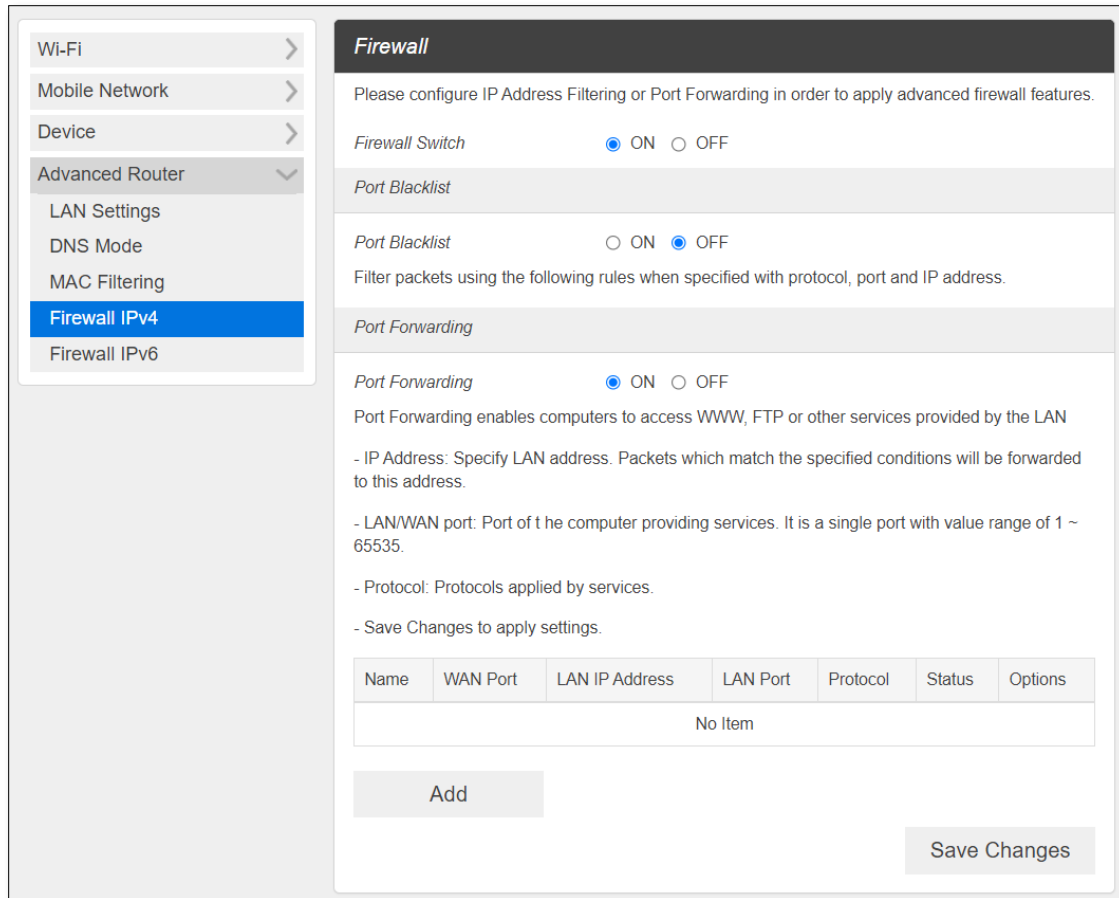 Wi-Fi
Mobile Network
Device
Advanced Router
LAN Settings
DNS Mode
MAC Filtering
Firewall IPv4
Firewall IPv6
Firewall
Please configure IP Address Filtering or Port Forwarding in order to apply advanced firewall features.
Firewall Switch ON OFF
Port Blacklist
Port Blacklist ON OFF
Filter packets using the following rules when specified with protocol, port and IP address.
Port Forwarding
Port Forwarding ON OFF
Port Forwarding enables computers to access WWW, FTP or other services provided by the LAN
- IP Address: Specify LAN address. Packets which match the specified conditions will be forwarded
to this address.
- LAN/WAN port: Port of t he computer providing services. It is a single port with value range of 1 ~
65535.
- Protocol: Protocols applied by services.
- Save Changes to apply settings.
Name WAN Port LAN IP Address LAN Port Protocol Status Options
No Item
Add
Save Changes